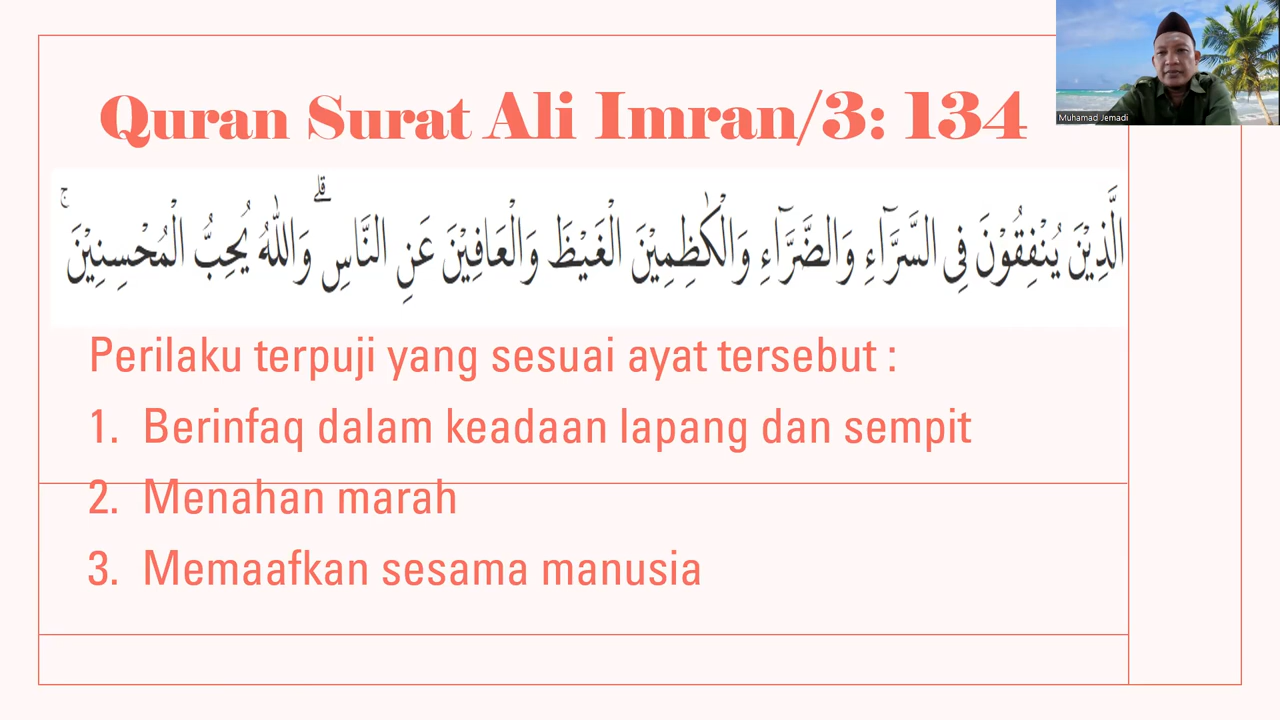 Quran Surat Ali Imran/3: 134
الَّذِيْنَ يُنْفِقُوْنَ فِى السَّرَّۤاءِ وَالضَّرَّۤاءِ وَالْكٰظِمِيْنَ الْغَيْظَ وَالْعَافِيْنَ عَنِ النَّاسِۗ وَاللّٰهُ يُحِبُّ الْمُحْسِنِيْنَۚ
Perilaku terpuji yang sesuai ayat tersebut :
1. Berinfaq dalam keadaan lapang dan sempit
2. Menahan marah
3. Memaafkan sesama manusia
Muhamad Jemadi